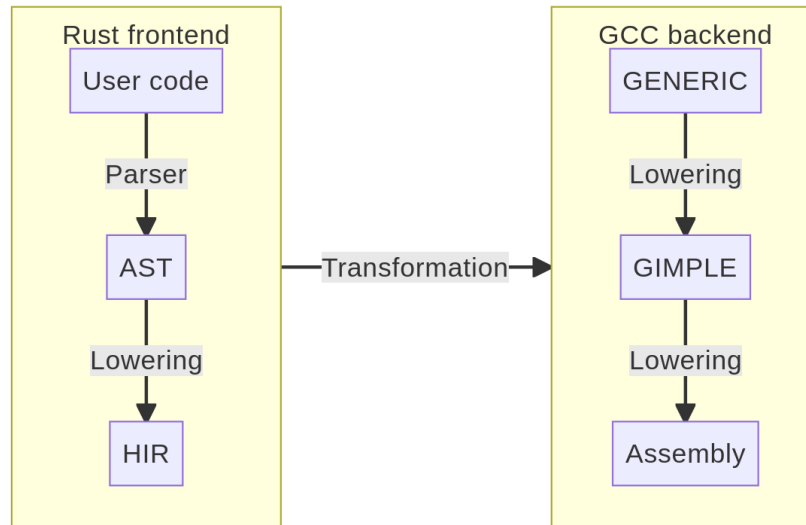 Rust frontend
User code
Parser
AST
Lowering
HIR
Transformation
GCC backend
GENERIC
Lowering
GIMPLE
Lowering
Assembly